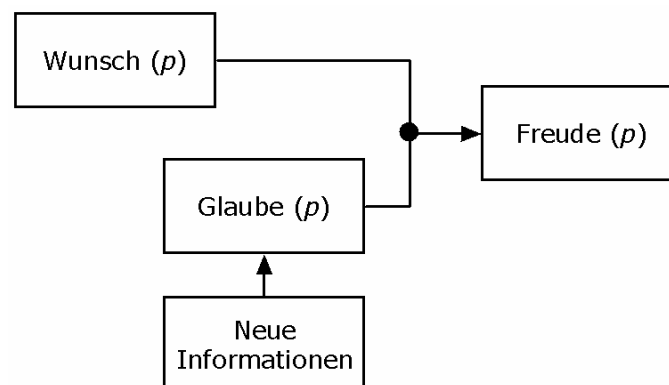 Wunsch (p)
Freude (p)
Glaube (p)
Neue
Informationen